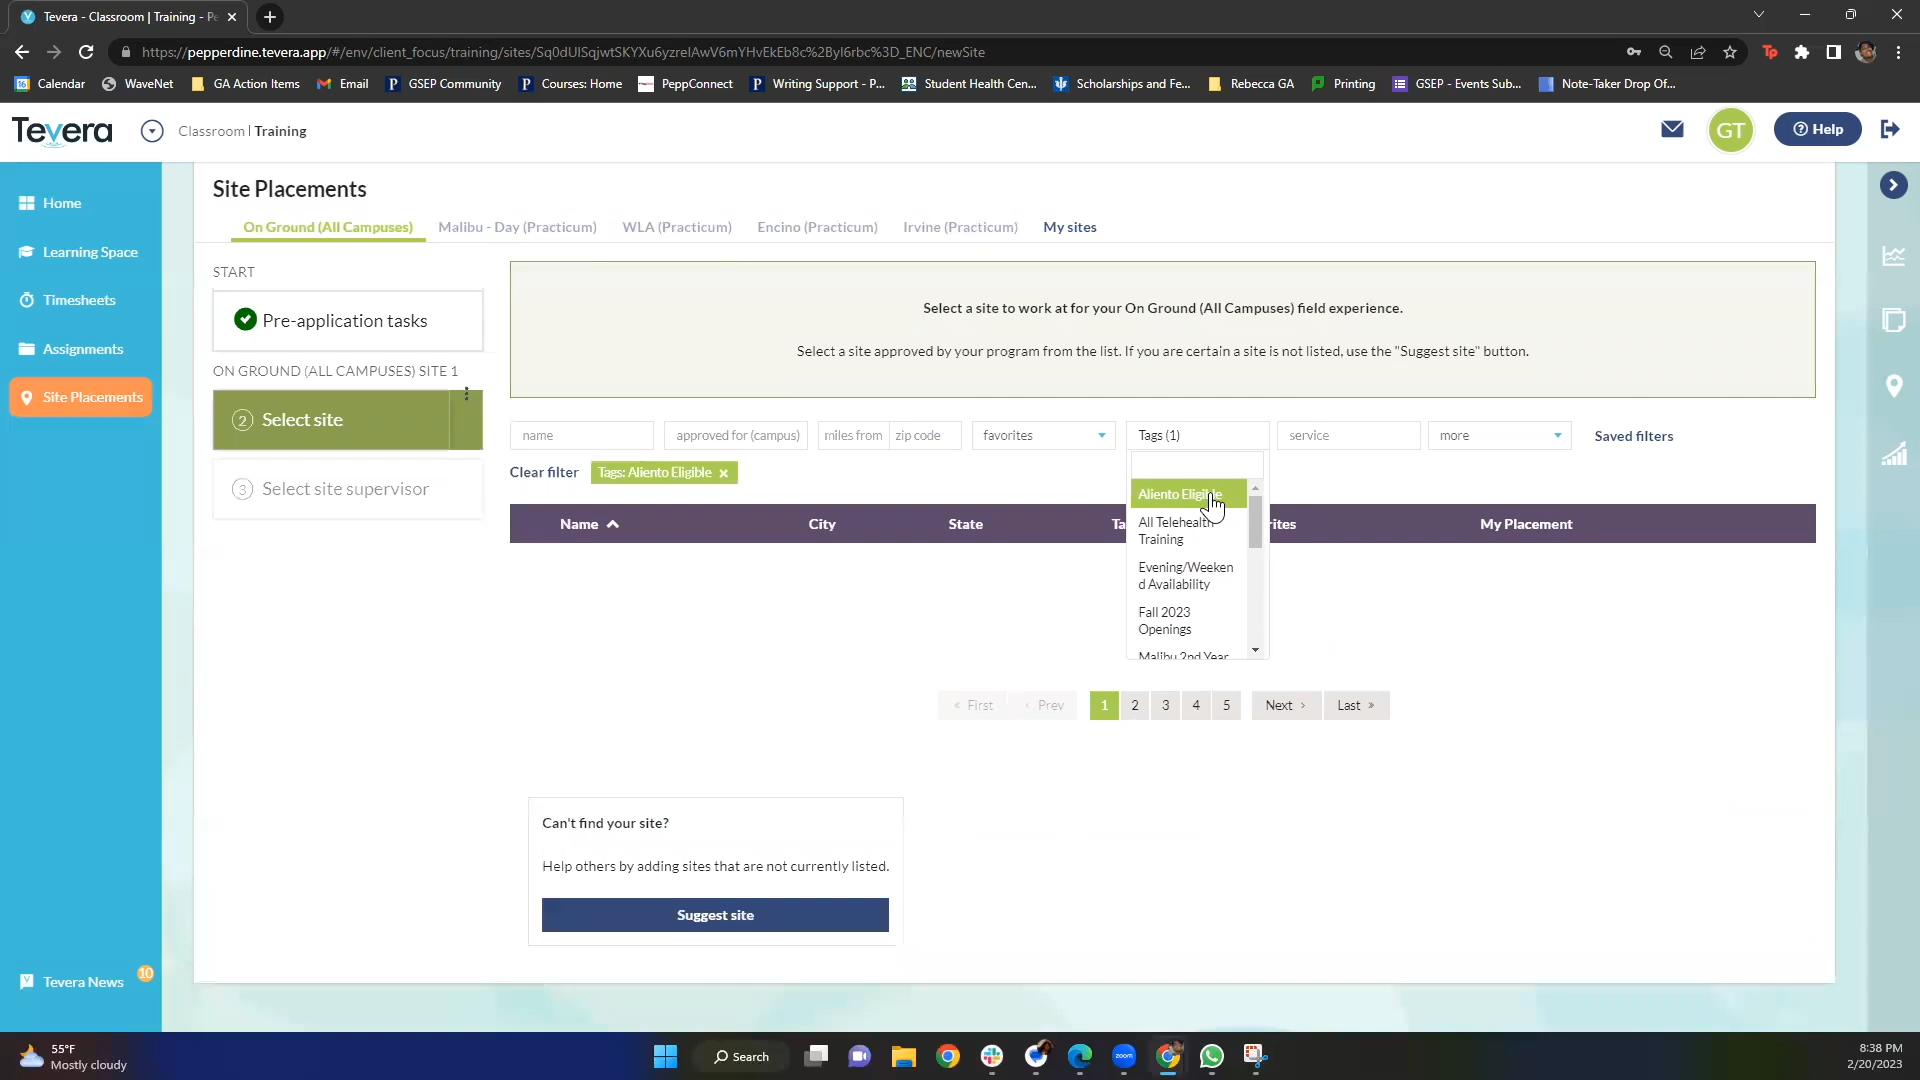 Tevera - Classroom | Training - Pe
https://pepperdine.tevera.app/#/env/client_focus/training/sites/
Calendar WaveNet GA Action Items Email GSEP Community Courses: Home PeppConnect Writing Support - P... Student Health Cen... Scholarships and Fe... Rebecca GA Printing GSEP - Events Sub... Note-Taker Drop Of...
Tevera Classroom | Training GT Help
Home
Learning Space
Timesheets
Assignments
Site Placements
Tevera News 10
Site Placements
On Ground (All Campuses) Malibu - Day (Practicum) WLA (Practicum) Encino (Practicum) Irvine (Practicum) My sites
START
Pre-application tasks
ON GROUND (ALL CAMPUSES) SITE 1
2 Select site
3 Select site supervisor
Select a site to work at for your On Ground (All Campuses) field experience.
Select a site approved by your program from the list. If you are certain a site is not listed, use the "Suggest site" button.
name approved for (campus) miles from zip code favorites Tags (1) service more Saved filters
Clear filter Tags: Aliento Eligible ×
Name City State Ta rites My Placement
Aliento Eligible
All Telehealth
Training
Evening/Weeken
d Availability
Fall 2023
Openings
Malibu 2nd Year
« First ‹ Prev 1 2 3 4 5 Next › Last »
Can't find your site?
Help others by adding sites that are not currently listed.
Suggest site
55°F
Mostly cloudy
Search
zoom
8:38 PM
2/20/2023